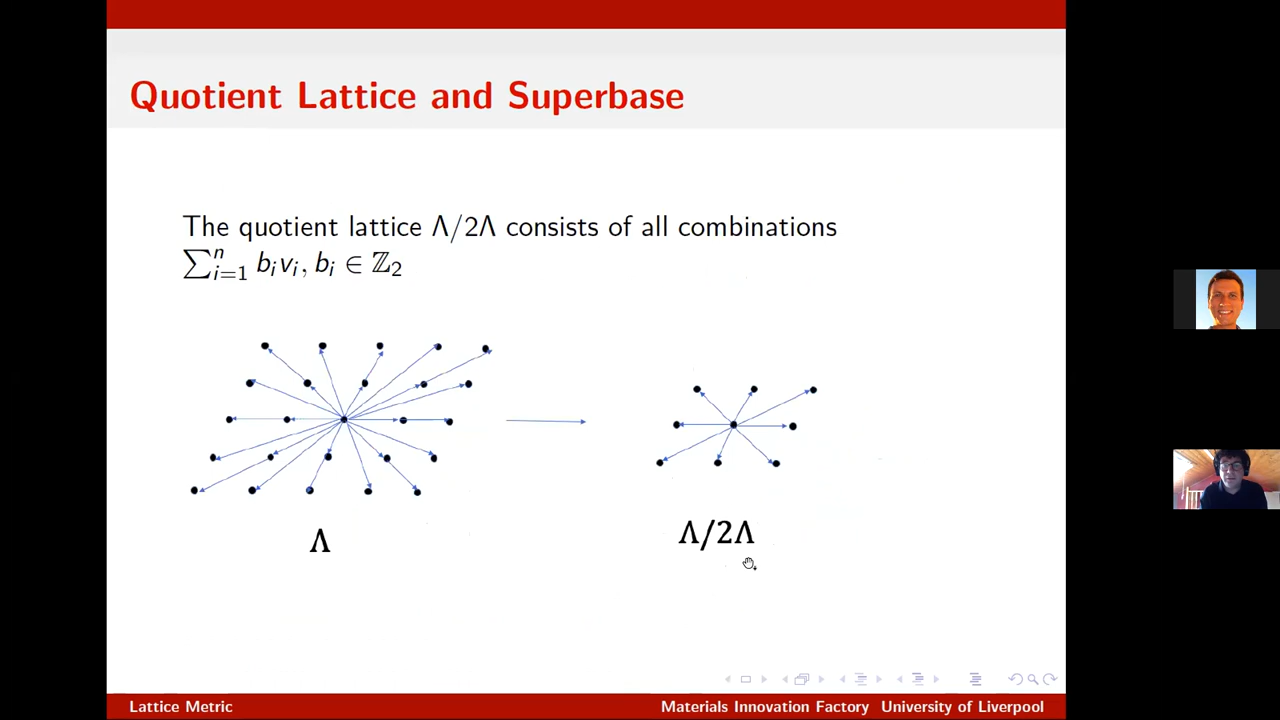 Quotient Lattice and Superbase
The quotient lattice Λ/2Λ consists of all combinations
∑ⁿᵢ₌₁ bᵢvᵢ, bᵢ ∈ ℤ₂
Λ
Λ/2Λ
Lattice Metric
Materials Innovation Factory University of Liverpool